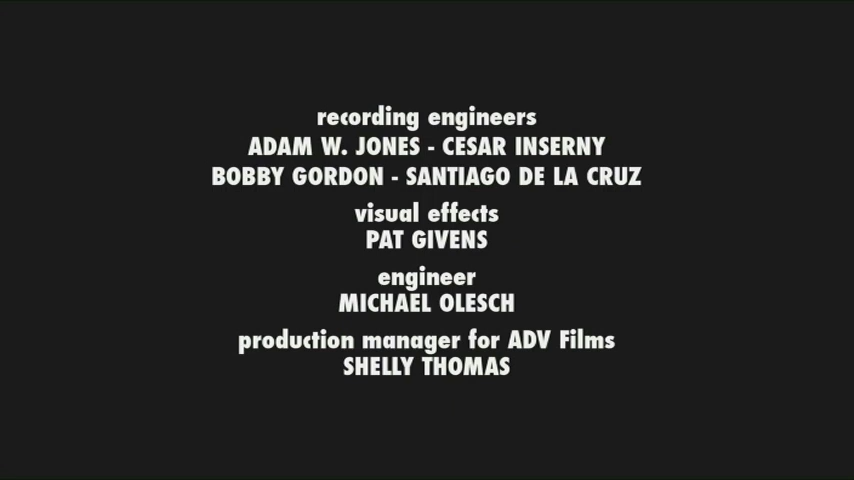 recording engineers
ADAM W. JONES - CESAR INSERNY
BOBBY GORDON - SANTIAGO DE LA CRUZ
visual effects
PAT GIVENS
engineer
MICHAEL OLESCH
production manager for ADV Films
SHELLY THOMAS